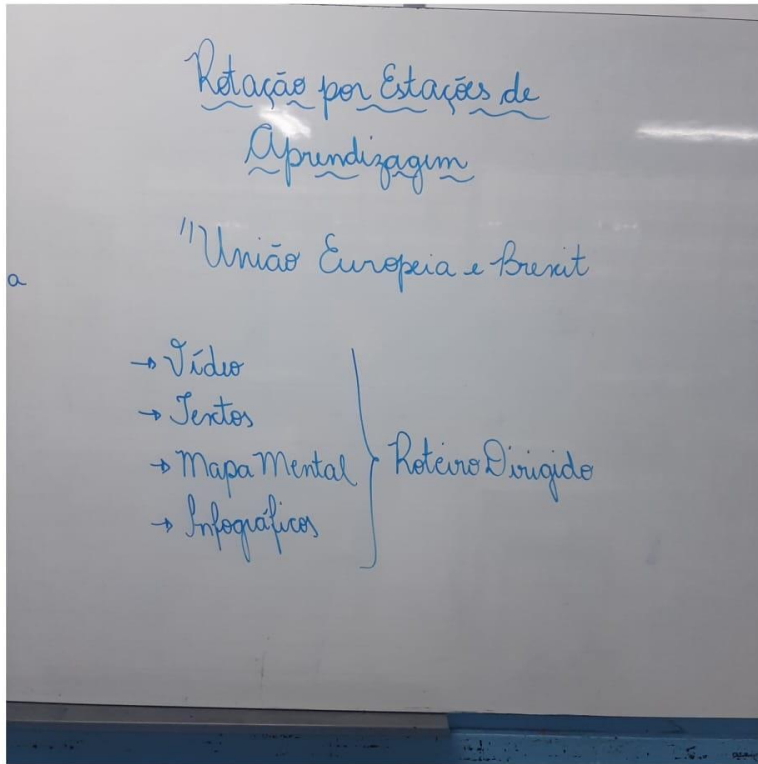 Rotação por Estações de
Aprendizagem
"União Europeia e Brexit
a
→ Vídeo
→ Textos
→ Mapa Mental
→ Infográficos
Roteiro Dirigido